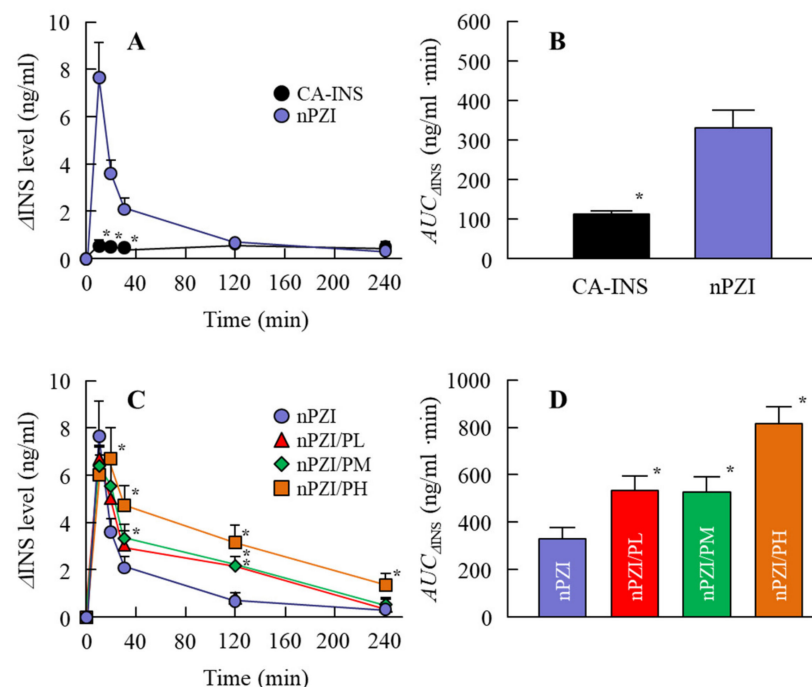 A
ΔINS level (ng/ml)
10
8
6
4
2
0
CA-INS
nPZI
* * *
0 40 80 120 160 200 240
Time (min)
B
AUCΔINS (ng/ml ·min)
600
500
400
300
200
100
0
*
CA-INS nPZI
C
ΔINS level (ng/ml)
10
8
6
4
2
0
nPZI
nPZI/PL
nPZI/PM
nPZI/PH
*
*
*
*
*
*
*
0 40 80 120 160 200 240
Time (min)
D
AUCΔINS (ng/ml ·min)
1000
800
600
400
200
0
* * *
nPZI nPZI/PL nPZI/PM nPZI/PH